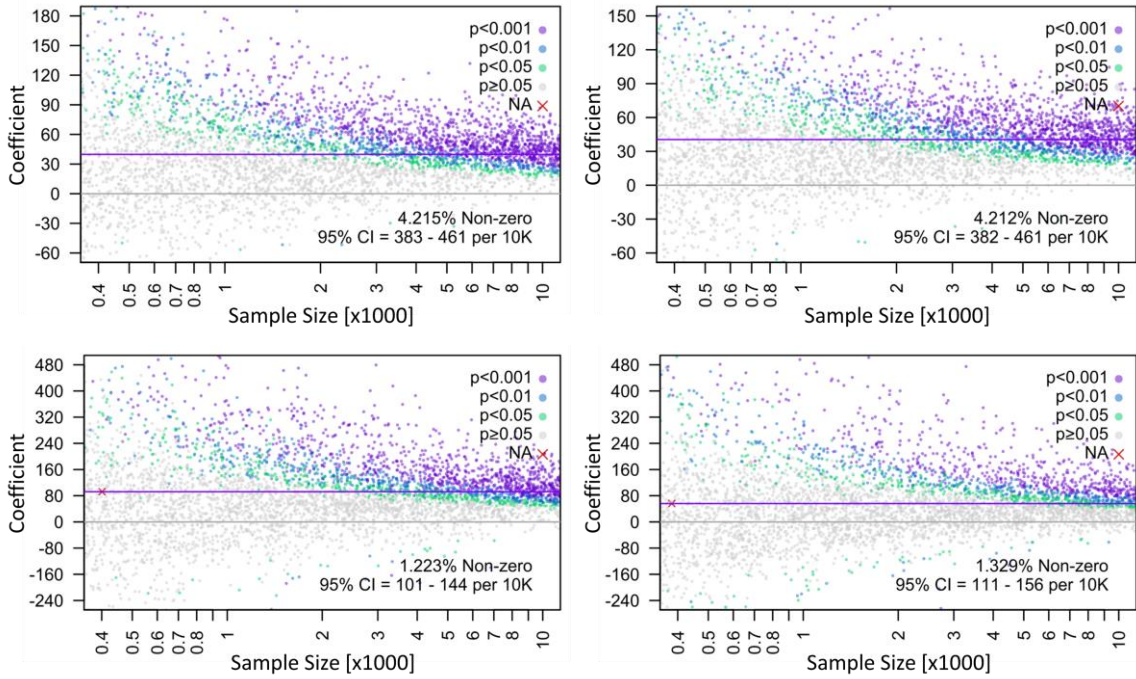 180
150
120
90
60
30
0
-30
-60
Coefficient
p<0.001
p<0.01
p<0.05
p≥0.05
NA
4.215% Non-zero
95% CI = 383 - 461 per 10K
0.4 0.5 0.6 0.7 0.8 1 2 3 4 5 6 7 8 10
Sample Size [x1000]
150
120
90
60
30
0
-30
-60
Coefficient
p<0.001
p<0.01
p<0.05
p≥0.05
NA
4.212% Non-zero
95% CI = 382 - 461 per 10K
0.4 0.5 0.6 0.7 0.8 1 2 3 4 5 6 7 8 10
Sample Size [x1000]
480
400
320
240
160
80
0
-80
-160
-240
Coefficient
p<0.001
p<0.01
p<0.05
p≥0.05
NA
1.223% Non-zero
95% CI = 101 - 144 per 10K
0.4 0.5 0.6 0.7 0.8 1 2 3 4 5 6 7 8 10
Sample Size [x1000]
480
400
320
240
160
80
0
-80
-160
-240
Coefficient
p<0.001
p<0.01
p<0.05
p≥0.05
NA
1.329% Non-zero
95% CI = 111 - 156 per 10K
0.4 0.5 0.6 0.7 0.8 1 2 3 4 5 6 7 8 10
Sample Size [x1000]